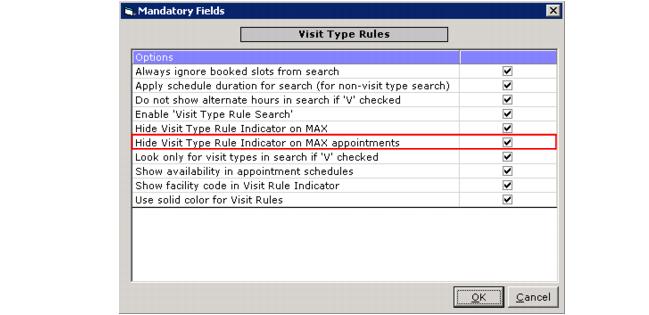 Mandatory Fields
Visit Type Rules
Options
Always ignore booked slots from search
Apply schedule duration for search (for non-visit type search)
Do not show alternate hours in search if 'V' checked
Enable 'Visit Type Rule Search'
Hide Visit Type Rule Indicator on MAX
Hide Visit Type Rule Indicator on MAX appointments
Look only for visit types in search if 'V' checked
Show availability in appointment schedules
Show facility code in Visit Rule Indicator
Use solid color for Visit Rules
OK Cancel